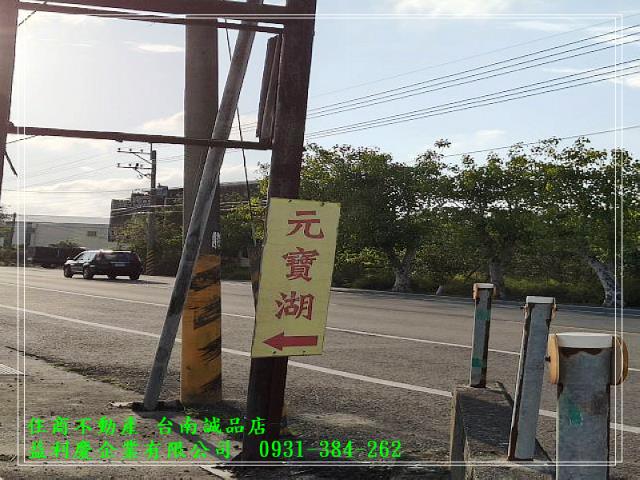 元寶湖
住商不動產 台南誠品店
益利慶企業有限公司 0931-384 262